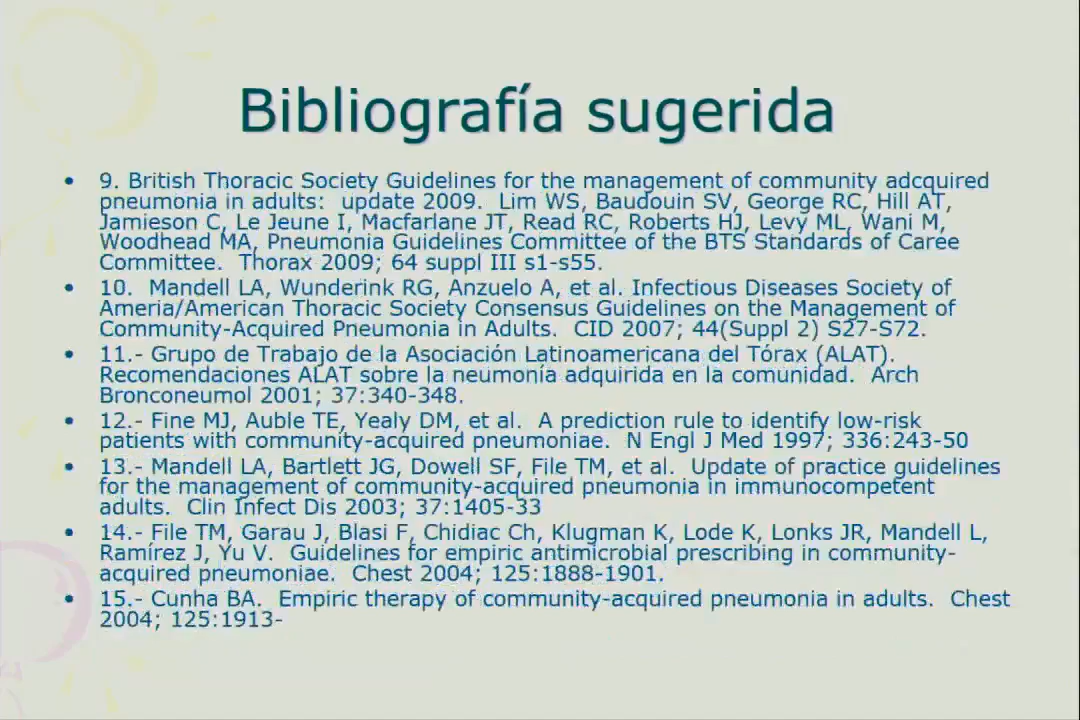 Bibliografía sugerida
• 9. British Thoracic Society Guidelines for the management of community adcquired
pneumonia in adults: update 2009. Lim WS, Baudouin SV, George RC, Hill AT,
Jamieson C, Le Jeune I, Macfarlane JT, Read RC, Roberts HJ, Levy ML, Wani M,
Woodhead MA, Pneumonia Guidelines Committee of the BTS Standards of Caree
Committee. Thorax 2009; 64 suppl III s1-s55.
• 10. Mandell LA, Wunderink RG, Anzuelo A, et al. Infectious Diseases Society of
Ameria/American Thoracic Society Consensus Guidelines on the Management of
Community-Acquired Pneumonia in Adults. CID 2007; 44(Suppl 2) S27-S72.
• 11.- Grupo de Trabajo de la Asociación Latinoamericana del Tórax (ALAT).
Recomendaciones ALAT sobre la neumonía adquirida en la comunidad. Arch
Bronconeumol 2001; 37:340-348.
• 12.- Fine MJ, Auble TE, Yealy DM, et al. A prediction rule to identify low-risk
patients with community-acquired pneumoniae. N Engl J Med 1997; 336:243-50
• 13.- Mandell LA, Bartlett JG, Dowell SF, File TM, et al. Update of practice guidelines
for the management of community-acquired pneumonia in immunocompetent
adults. Clin Infect Dis 2003; 37:1405-33
• 14.- File TM, Garau J, Blasi F, Chidiac Ch, Klugman K, Lode K, Lonks JR, Mandell L,
Ramírez J, Yu V. Guidelines for empiric antimicrobial prescribing in community-
acquired pneumoniae. Chest 2004; 125:1888-1901.
• 15.- Cunha BA. Empiric therapy of community-acquired pneumonia in adults. Chest
2004; 125:1913-